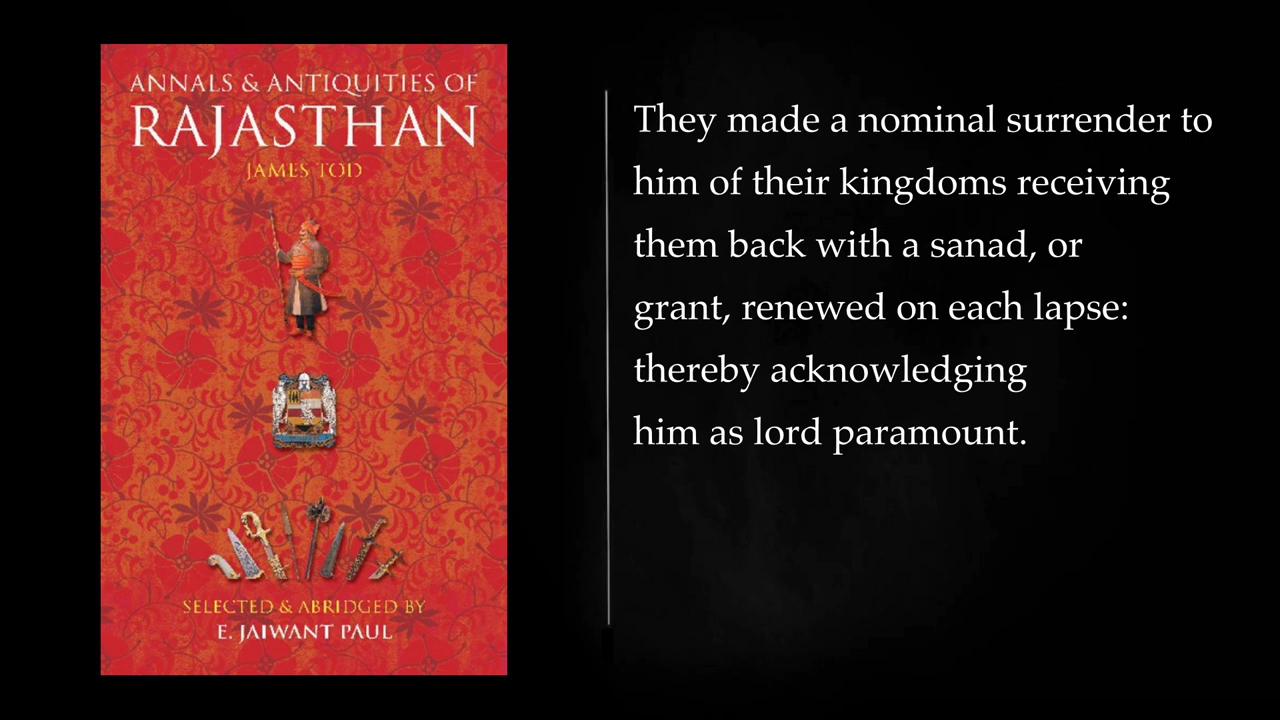 ANNALS & ANTIQUITIES OF
RAJASTHAN
JAMES TOD
SELECTED & ABRIDGED BY
E. JAIWANT PAUL
They made a nominal surrender to
him of their kingdoms receiving
them back with a sanad, or
grant, renewed on each lapse:
thereby acknowledging
him as lord paramount.